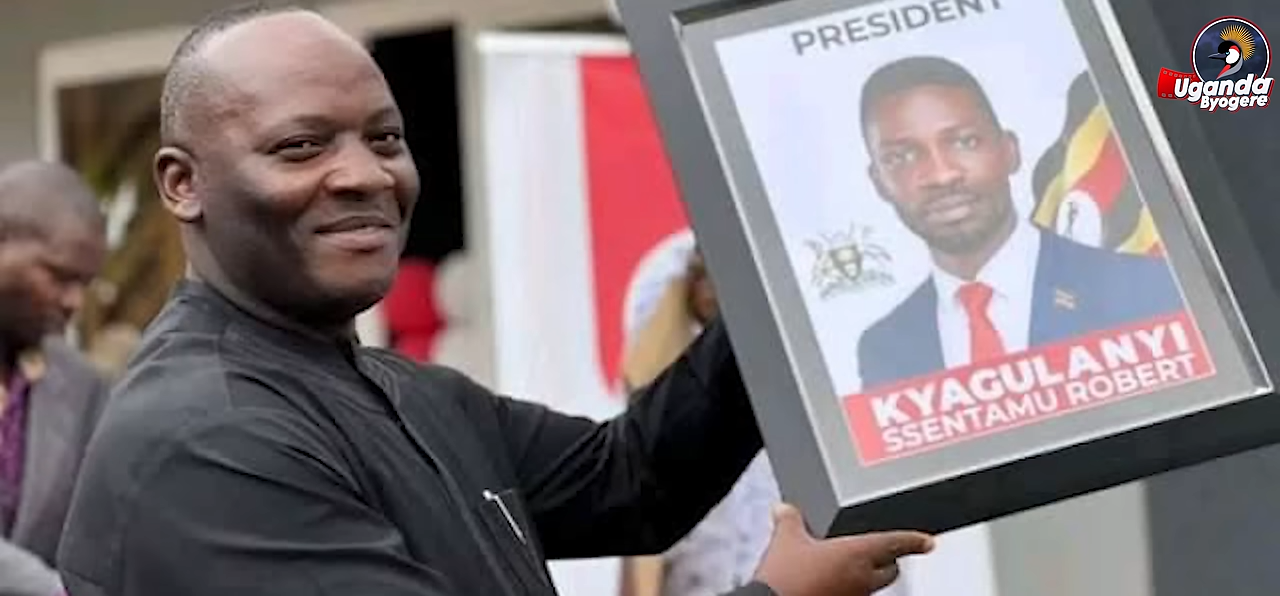 PRESIDENT
KYAGULANYI
SSENTAMU ROBERT
Uganda
Byogere